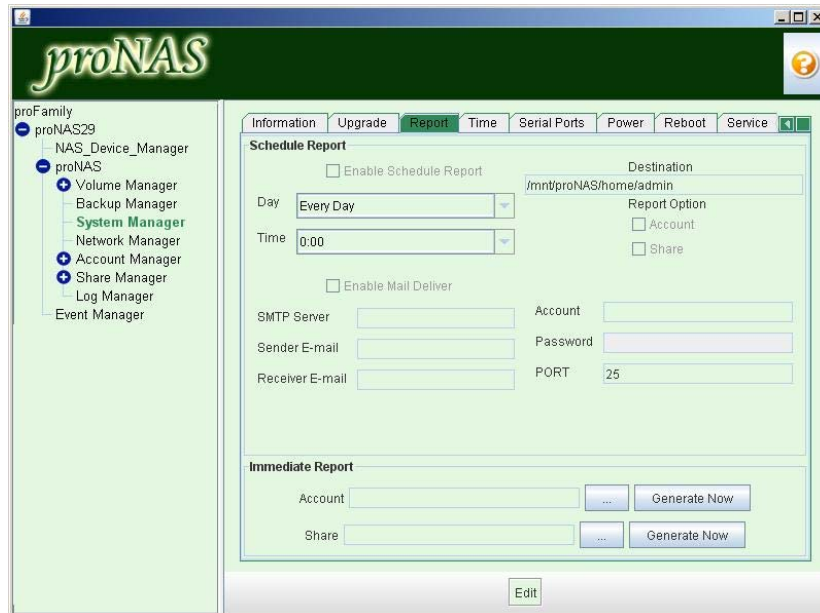 proNAS
proFamily
proNAS29
NAS_Device_Manager
proNAS
Volume Manager
Backup Manager
System Manager
Network Manager
Account Manager
Share Manager
Log Manager
Event Manager
Information Upgrade Report Time Serial Ports Power Reboot Service
Schedule Report
Enable Schedule Report
Destination
/mnt/proNAS/home/admin
Day Every Day
Report Option
Account
Time 0:00
Share
Enable Mail Deliver
SMTP Server
Account
Sender E-mail
Password
Receiver E-mail
PORT 25
Immediate Report
Account ... Generate Now
Share ... Generate Now
Edit